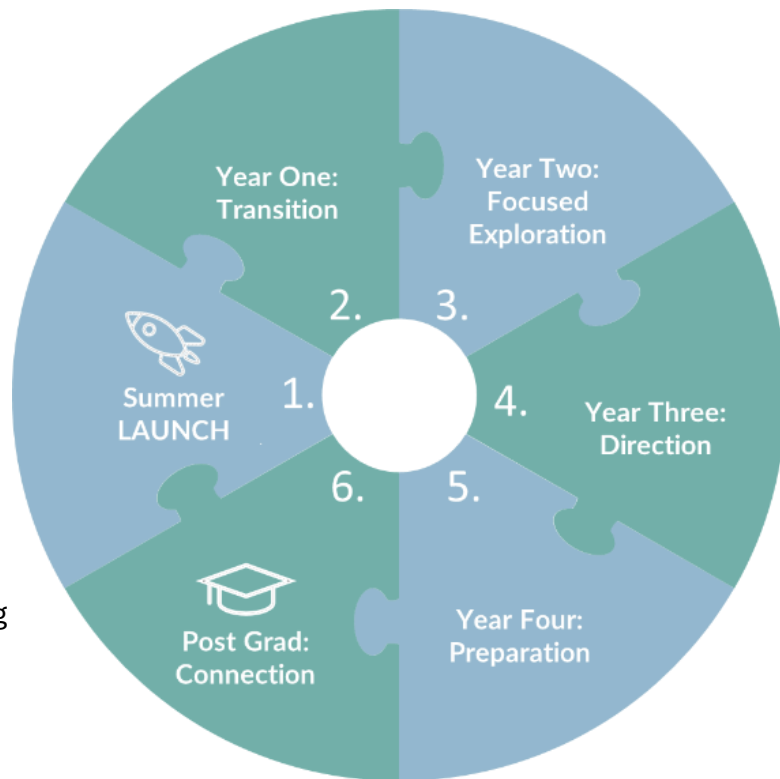 1.
Summer
LAUNCH
2.
Year One:
Transition
3.
Year Two:
Focused
Exploration
4.
Year Three:
Direction
5.
Year Four:
Preparation
6.
Post Grad:
Connection
g